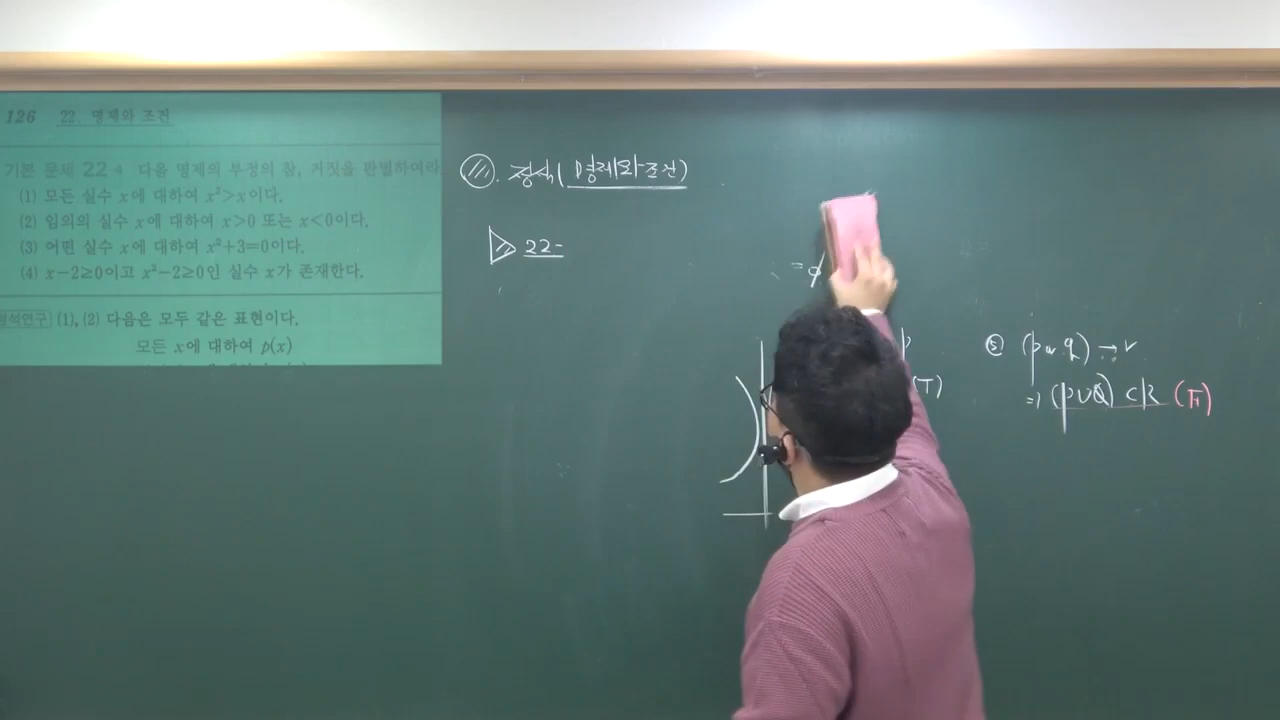 126 22. 명제와 조건
기본 문제 22-4 다음 명제의 부정의 참, 거짓을 판별하여라.
(1) 모든 실수 x에 대하여 x²>x이다.
(2) 임의의 실수 x에 대하여 x>0 또는 x<0이다.
(3) 어떤 실수 x에 대하여 x²+3=0이다.
(4) x-2≥0이고 x²-2≥0인 실수 x가 존재한다.
정석연구 (1), (2) 다음은 모두 같은 표현이다.
모든 x에 대하여 p(x)
정석(명제와 조건)
22-
=∅
p
(T)
⑤ (p or q) → r
⇒ (P∪Q) ⊂ R (T)